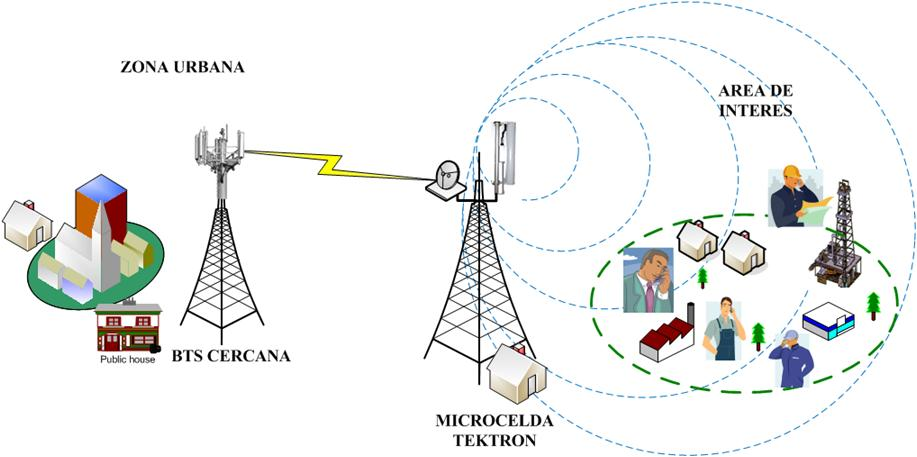 ZONA URBANA
AREA DE
INTERES
Public house
BTS CERCANA
MICROCELDA
TEKTRON